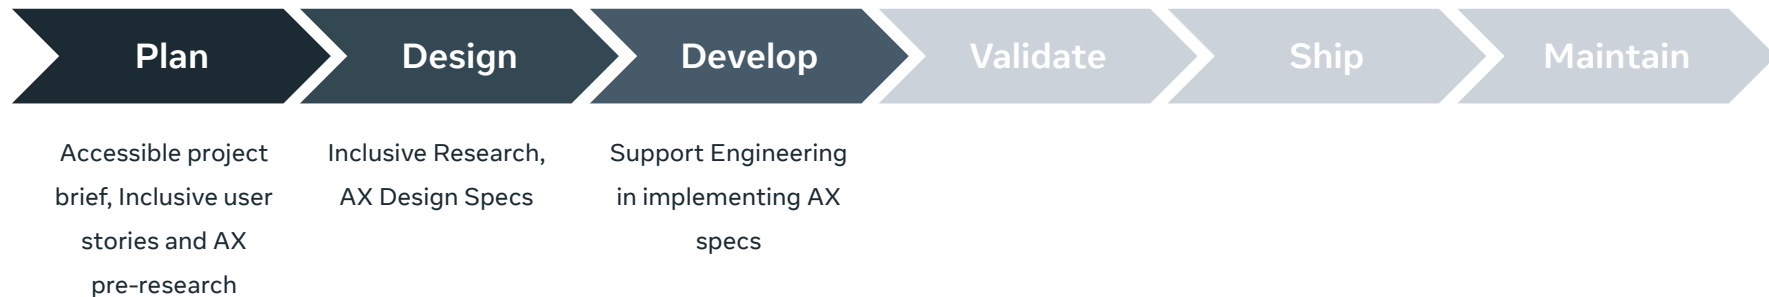 Plan
Design
Develop
Validate
Ship
Maintain
Accessible project
brief, Inclusive user
stories and AX
pre-research
Inclusive Research,
AX Design Specs
Support Engineering
in implementing AX
specs